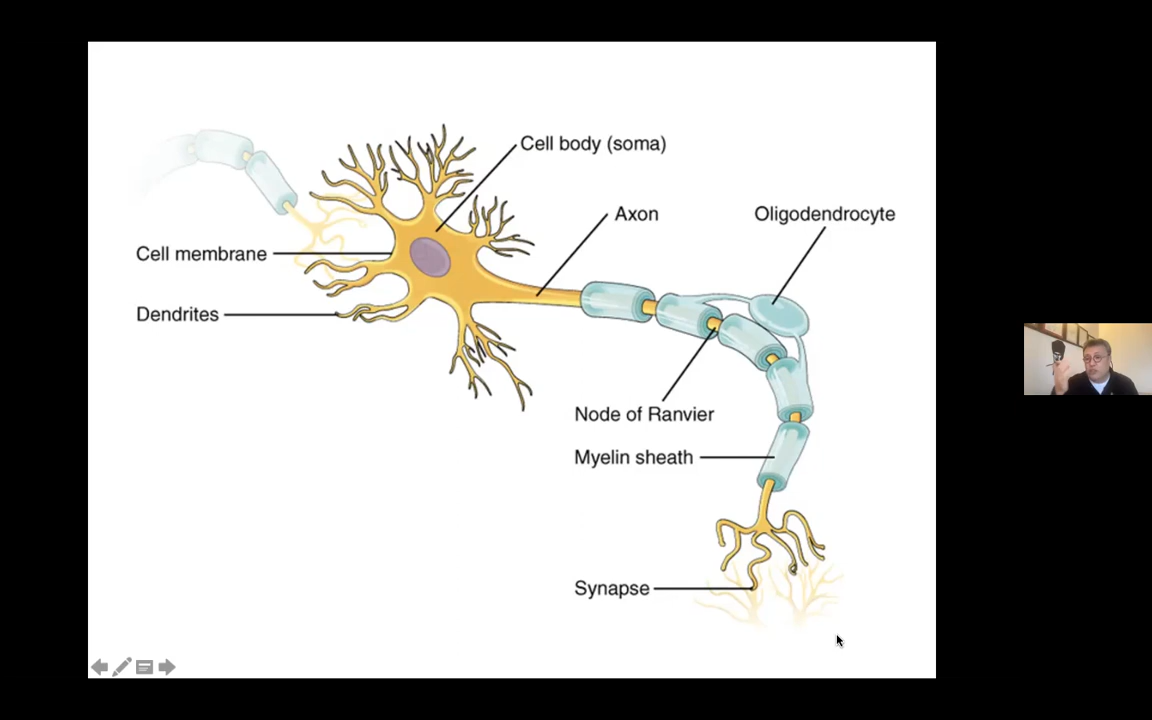 Cell body (soma)
Axon
Oligodendrocyte
Cell membrane
Dendrites
Node of Ranvier
Myelin sheath
Synapse